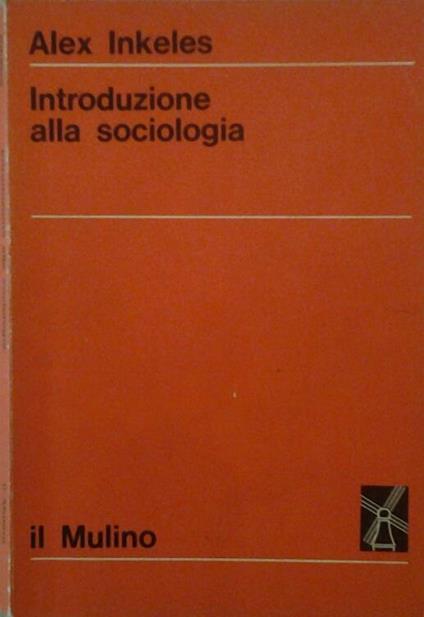 Alex Inkeles
Introduzione
alla sociologia
il Mulino